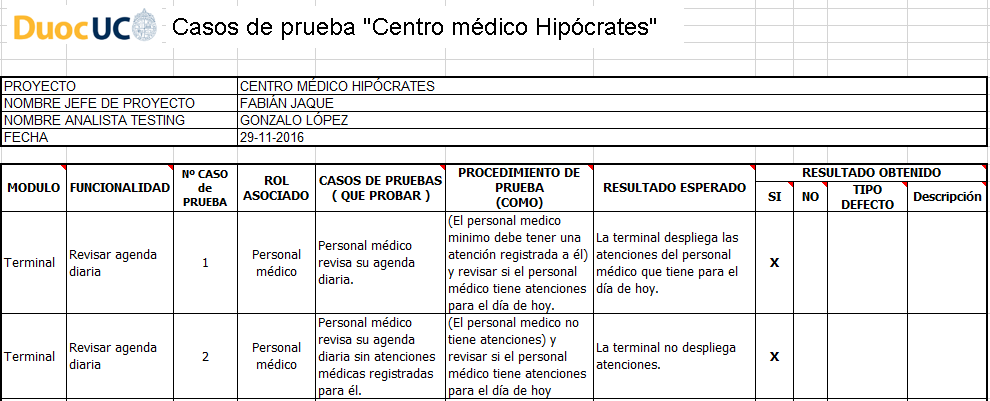 Duoc UC Casos de prueba "Centro médico Hipócrates"
PROYECTO CENTRO MÉDICO HIPÓCRATES
NOMBRE JEFE DE PROYECTO FABIÁN JAQUE
NOMBRE ANALISTA TESTING GONZALO LÓPEZ
FECHA 29-11-2016
MODULO
FUNCIONALIDAD
Nº CASO
de
PRUEBA
ROL
ASOCIADO
CASOS DE PRUEBAS
( QUE PROBAR )
PROCEDIMIENTO DE
PRUEBA
(COMO)
RESULTADO ESPERADO
RESULTADO OBTENIDO
SI
NO
TIPO
DEFECTO
Descripción
Terminal
Revisar agenda
diaria
1
Personal
médico
Personal médico
revisa su agenda
diaria.
(El personal medico
minimo debe tener una
atención registrada a él)
y revisar si el personal
médico tiene atenciones
para el día de hoy.
La terminal despliega las
atenciones del personal
médico que tiene para el
día de hoy.
X
Terminal
Revisar agenda
diaria
2
Personal
médico
Personal médico
revisa su agenda
diaria sin atenciones
médicas registradas
para él.
(El personal medico no
tiene atenciones) y
revisar si el personal
médico tiene atenciones
para el día de hoy
La terminal no despliega
atenciones.
X